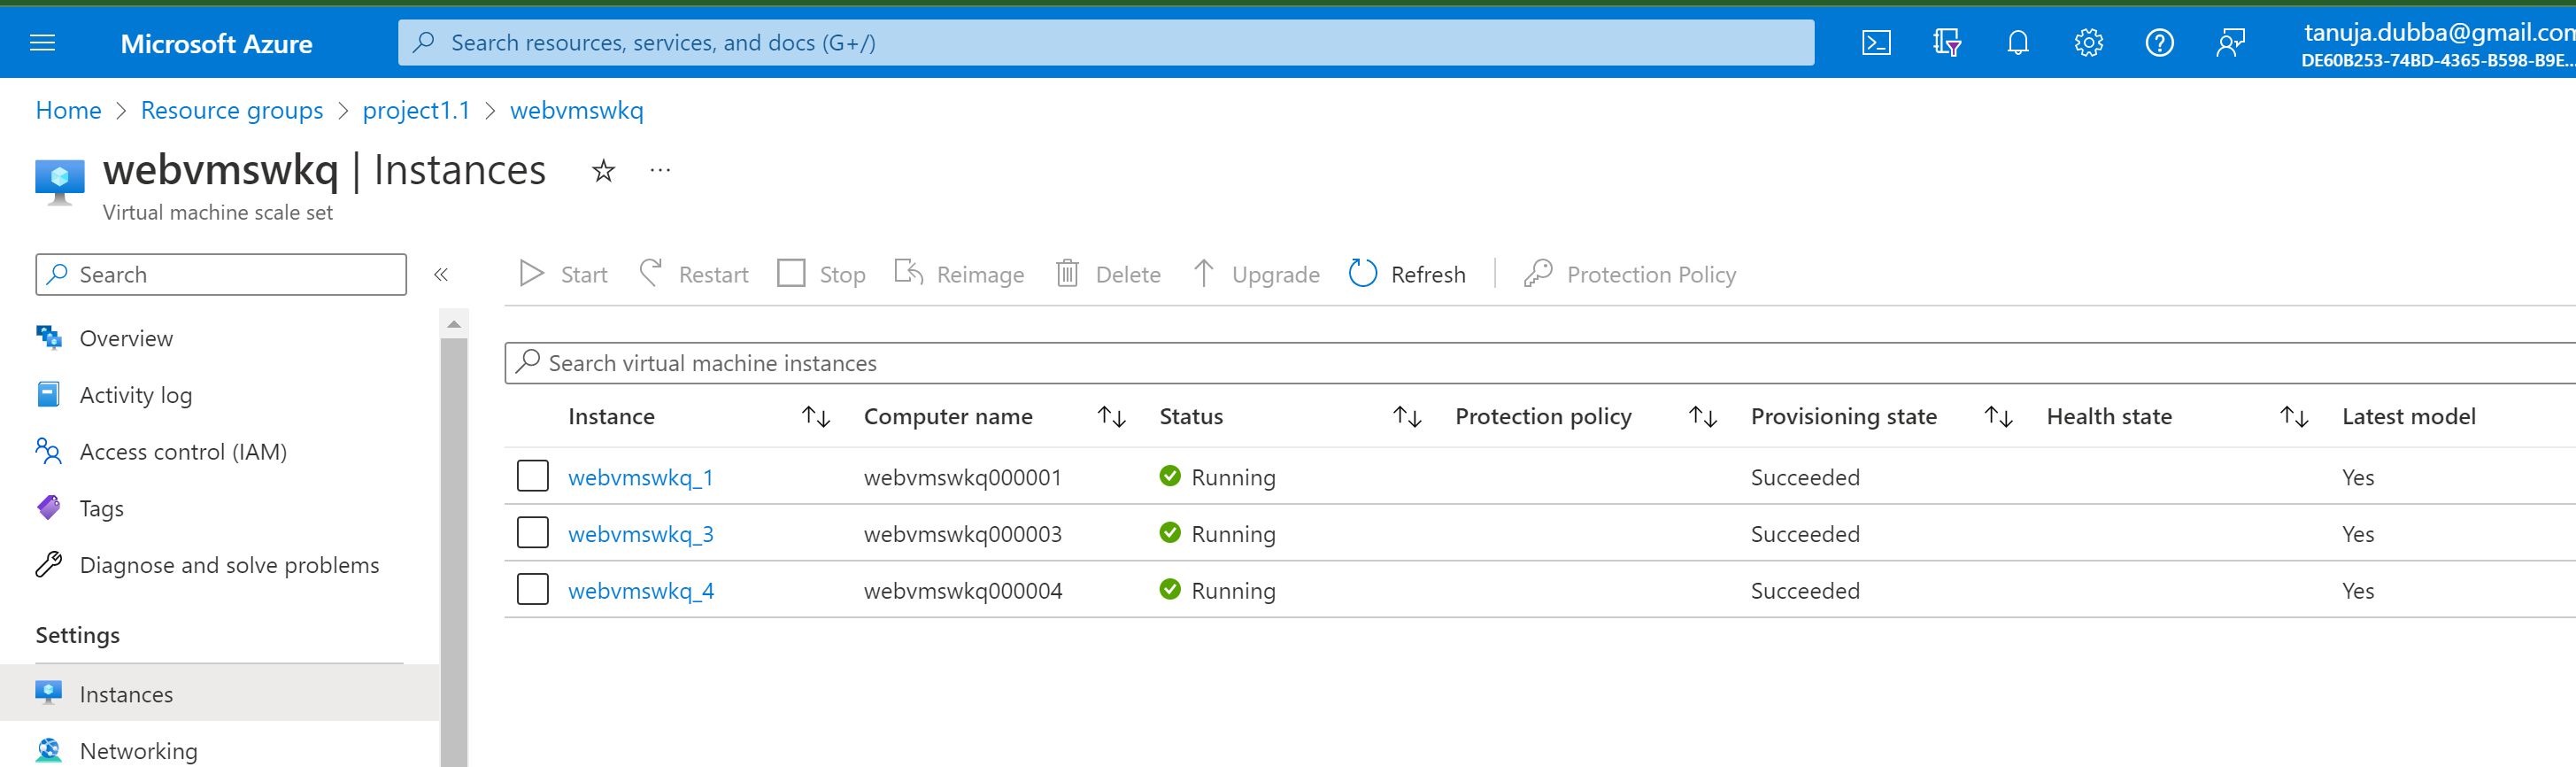 Microsoft Azure
Search resources, services, and docs (G+/)
tanuja.dubba@gmail.com
DE60B253-74BD-4365-B598-B9E...
Home > Resource groups > project1.1 > webvmswkq
webvmswkq | Instances
Virtual machine scale set
Search
Start Restart Stop Reimage Delete Upgrade Refresh Protection Policy
Overview
Activity log
Access control (IAM)
Tags
Diagnose and solve problems
Settings
Instances
Networking
Search virtual machine instances
Instance Computer name Status Protection policy Provisioning state Health state Latest model
webvmswkq_1 webvmswkq000001 Running Succeeded Yes
webvmswkq_3 webvmswkq000003 Running Succeeded Yes
webvmswkq_4 webvmswkq000004 Running Succeeded Yes